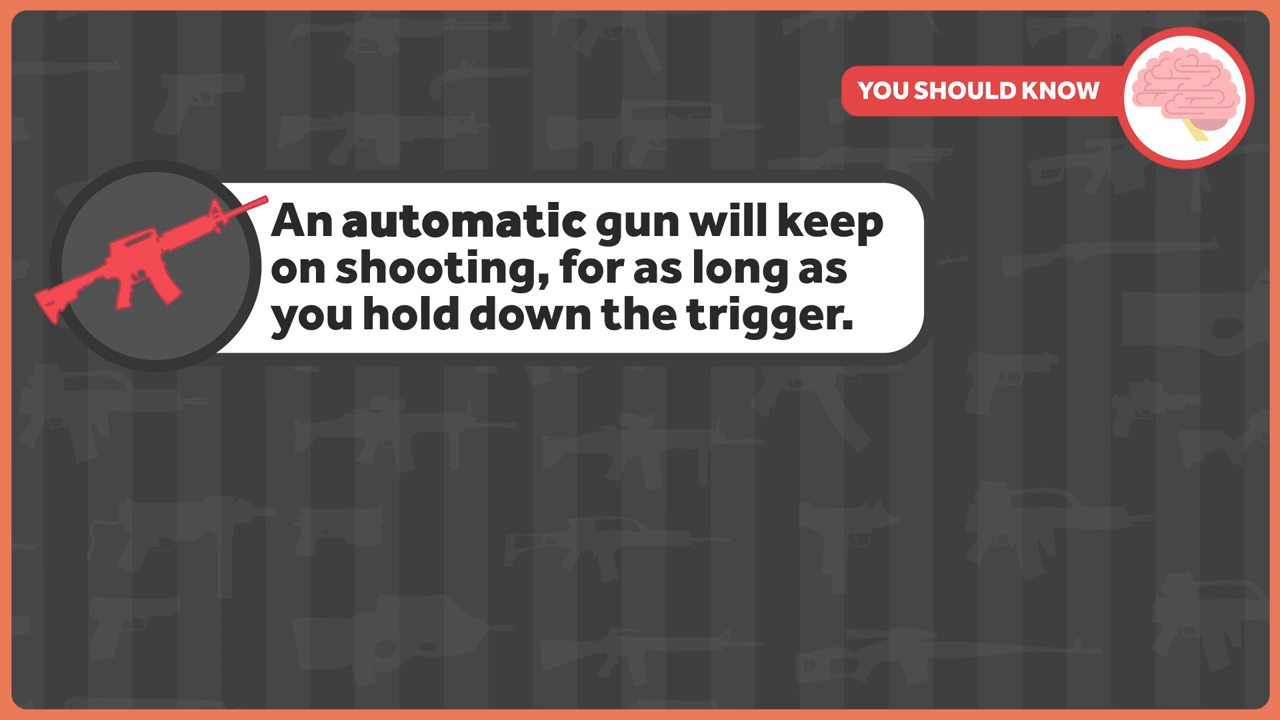 YOU SHOULD KNOW
An automatic gun will keep
on shooting, for as long as
you hold down the trigger.